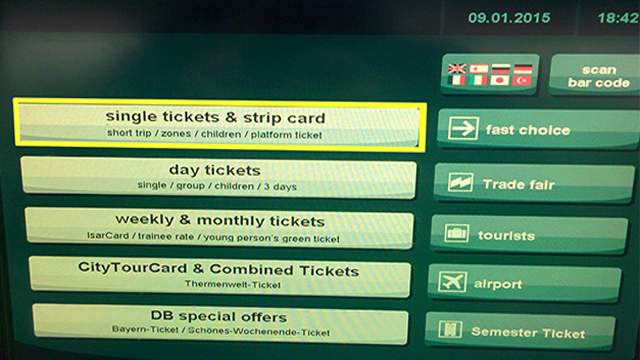 09.01.2015 18:42
scan
bar code
single tickets & strip card
short trip / zones / children / platform ticket
fast choice
day tickets
single / group / children / 3 days
Trade fair
weekly & monthly tickets
IsarCard / trainee rate / young person's green ticket
tourists
CityTourCard & Combined Tickets
Thermenwelt-Ticket
airport
DB special offers
Bayern-Ticket / Schönes-Wochenende-Ticket
Semester Ticket